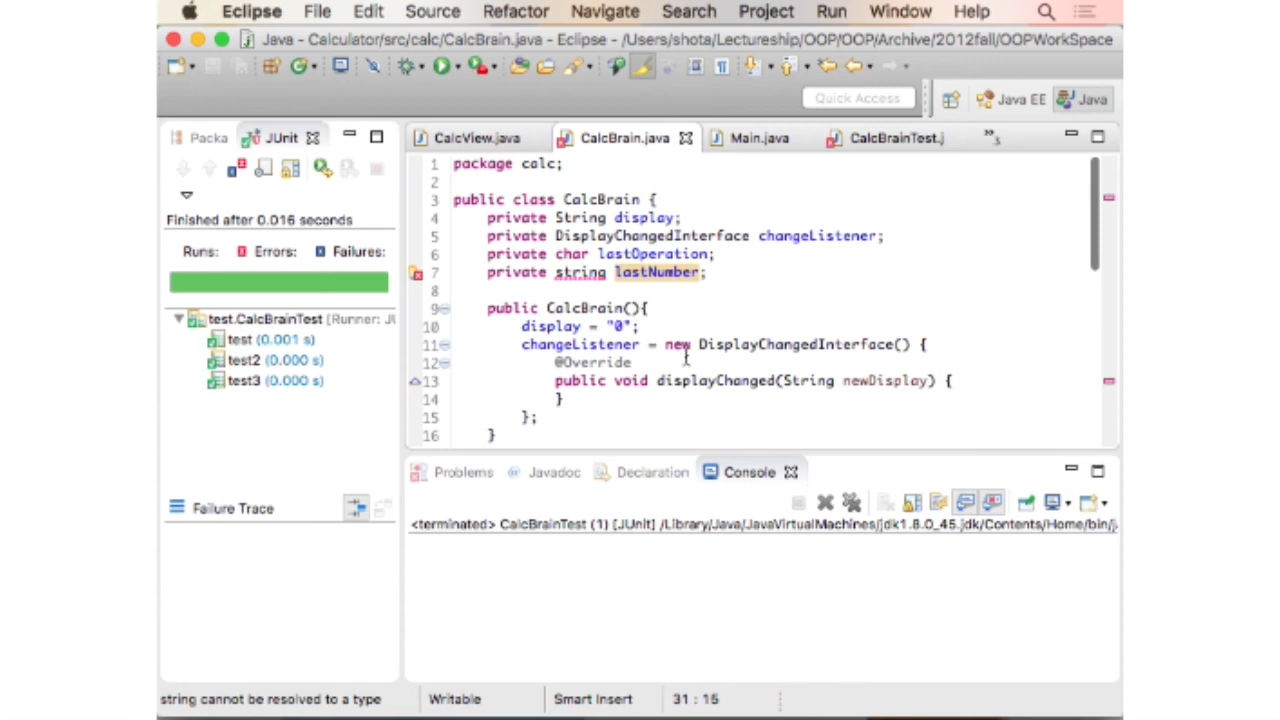 Eclipse File Edit Source Refactor Navigate Search Project Run Window Help
Java - Calculator/src/calc/CalcBrain.java - Eclipse - /Users/shota/Lectureship/OOP/OOP/Archive/2012fall/OOPWorkSpace
Quick Access
Java EE
Java
Packa
JUnit
CalcView.java
CalcBrain.java
Main.java
CalcBrainTest.j
»3
Finished after 0.016 seconds
Runs: Errors: Failures:
test.CalcBrainTest [Runner: JU
test (0.001 s)
test2 (0.000 s)
test3 (0.000 s)
Failure Trace
1 package calc;
2
3 public class CalcBrain {
4 private String display;
5 private DisplayChangedInterface changeListener;
6 private char lastOperation;
7 private string lastNumber;
8
9 public CalcBrain(){
10 display = "0";
11 changeListener = new DisplayChangedInterface() {
12 @Override
13 public void displayChanged(String newDisplay) {
14 }
15 };
16 }
Problems Javadoc Declaration Console
<terminated> CalcBrainTest (1) [JUnit] /Library/Java/JavaVirtualMachines/jdk1.8.0_45.jdk/Contents/Home/bin/j
string cannot be resolved to a type
Writable
Smart Insert
31 : 15